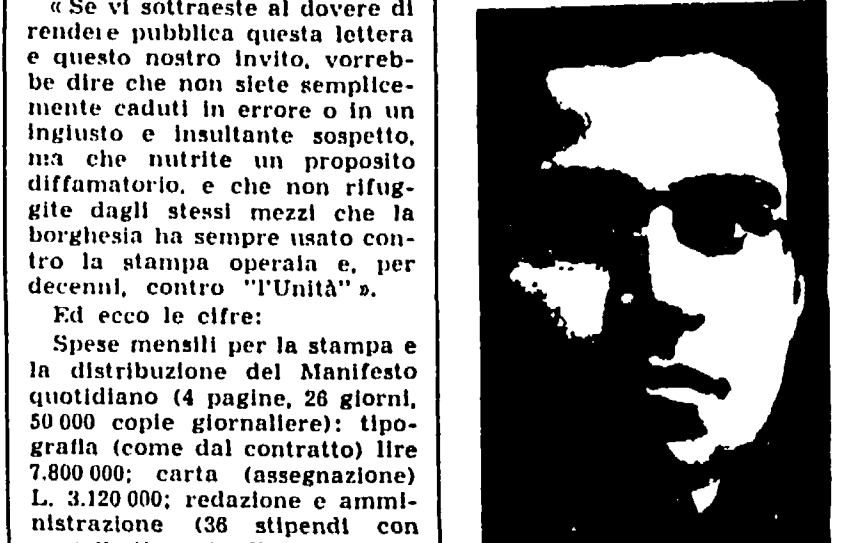 « Se vi sottraeste al dovere di
rendere pubblica questa lettera
e questo nostro invito, vorreb-
be dire che non siete semplice-
mente caduti in errore o in un
ingiusto e insultante sospetto,
ma che nutrite un proposito
diffamatorio, e che non rifug-
gite dagli stessi mezzi che la
borghesia ha sempre usato con-
tro la stampa operaia e, per
decenni, contro "l'Unità" ».
Ed ecco le cifre:
Spese mensili per la stampa e
la distribuzione del Manifesto
quotidiano (4 pagine, 26 giorni,
50 000 copie giornaliere): tipo-
grafia (come dal contratto) lire
7.800 000; carta (assegnazione)
L. 3.120 000; redazione e ammi-
nistrazione (36 stipendi con